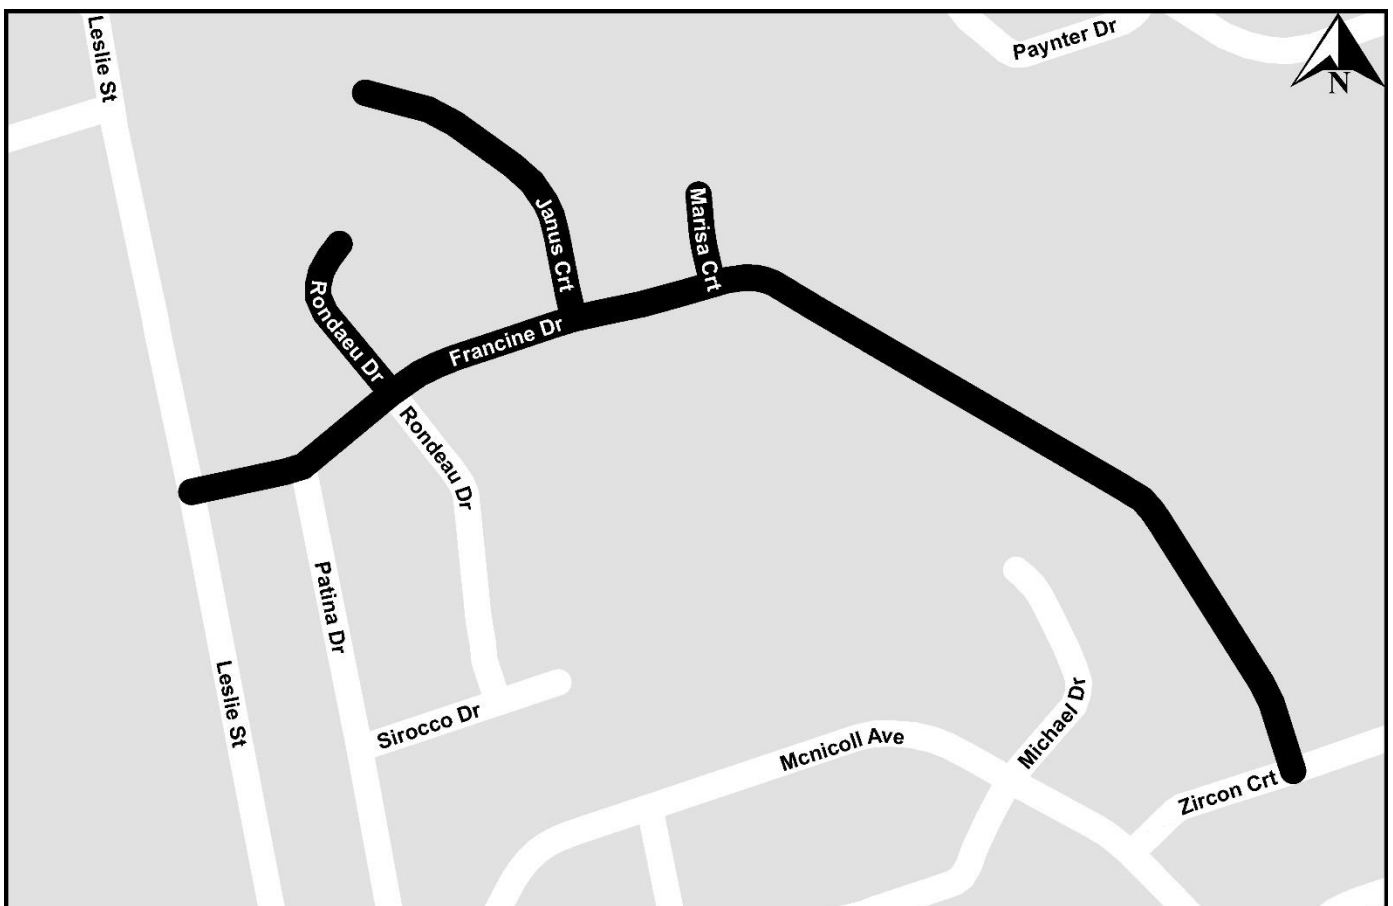 Leslie St
Paynter Dr
N
Janus Crt
Marisa Crt
Rondaeu Dr
Francine Dr
Rondeau Dr
Patina Dr
Leslie St
Sirocco Dr
Mcnicoll Ave
Michael Dr
Zircon Crt